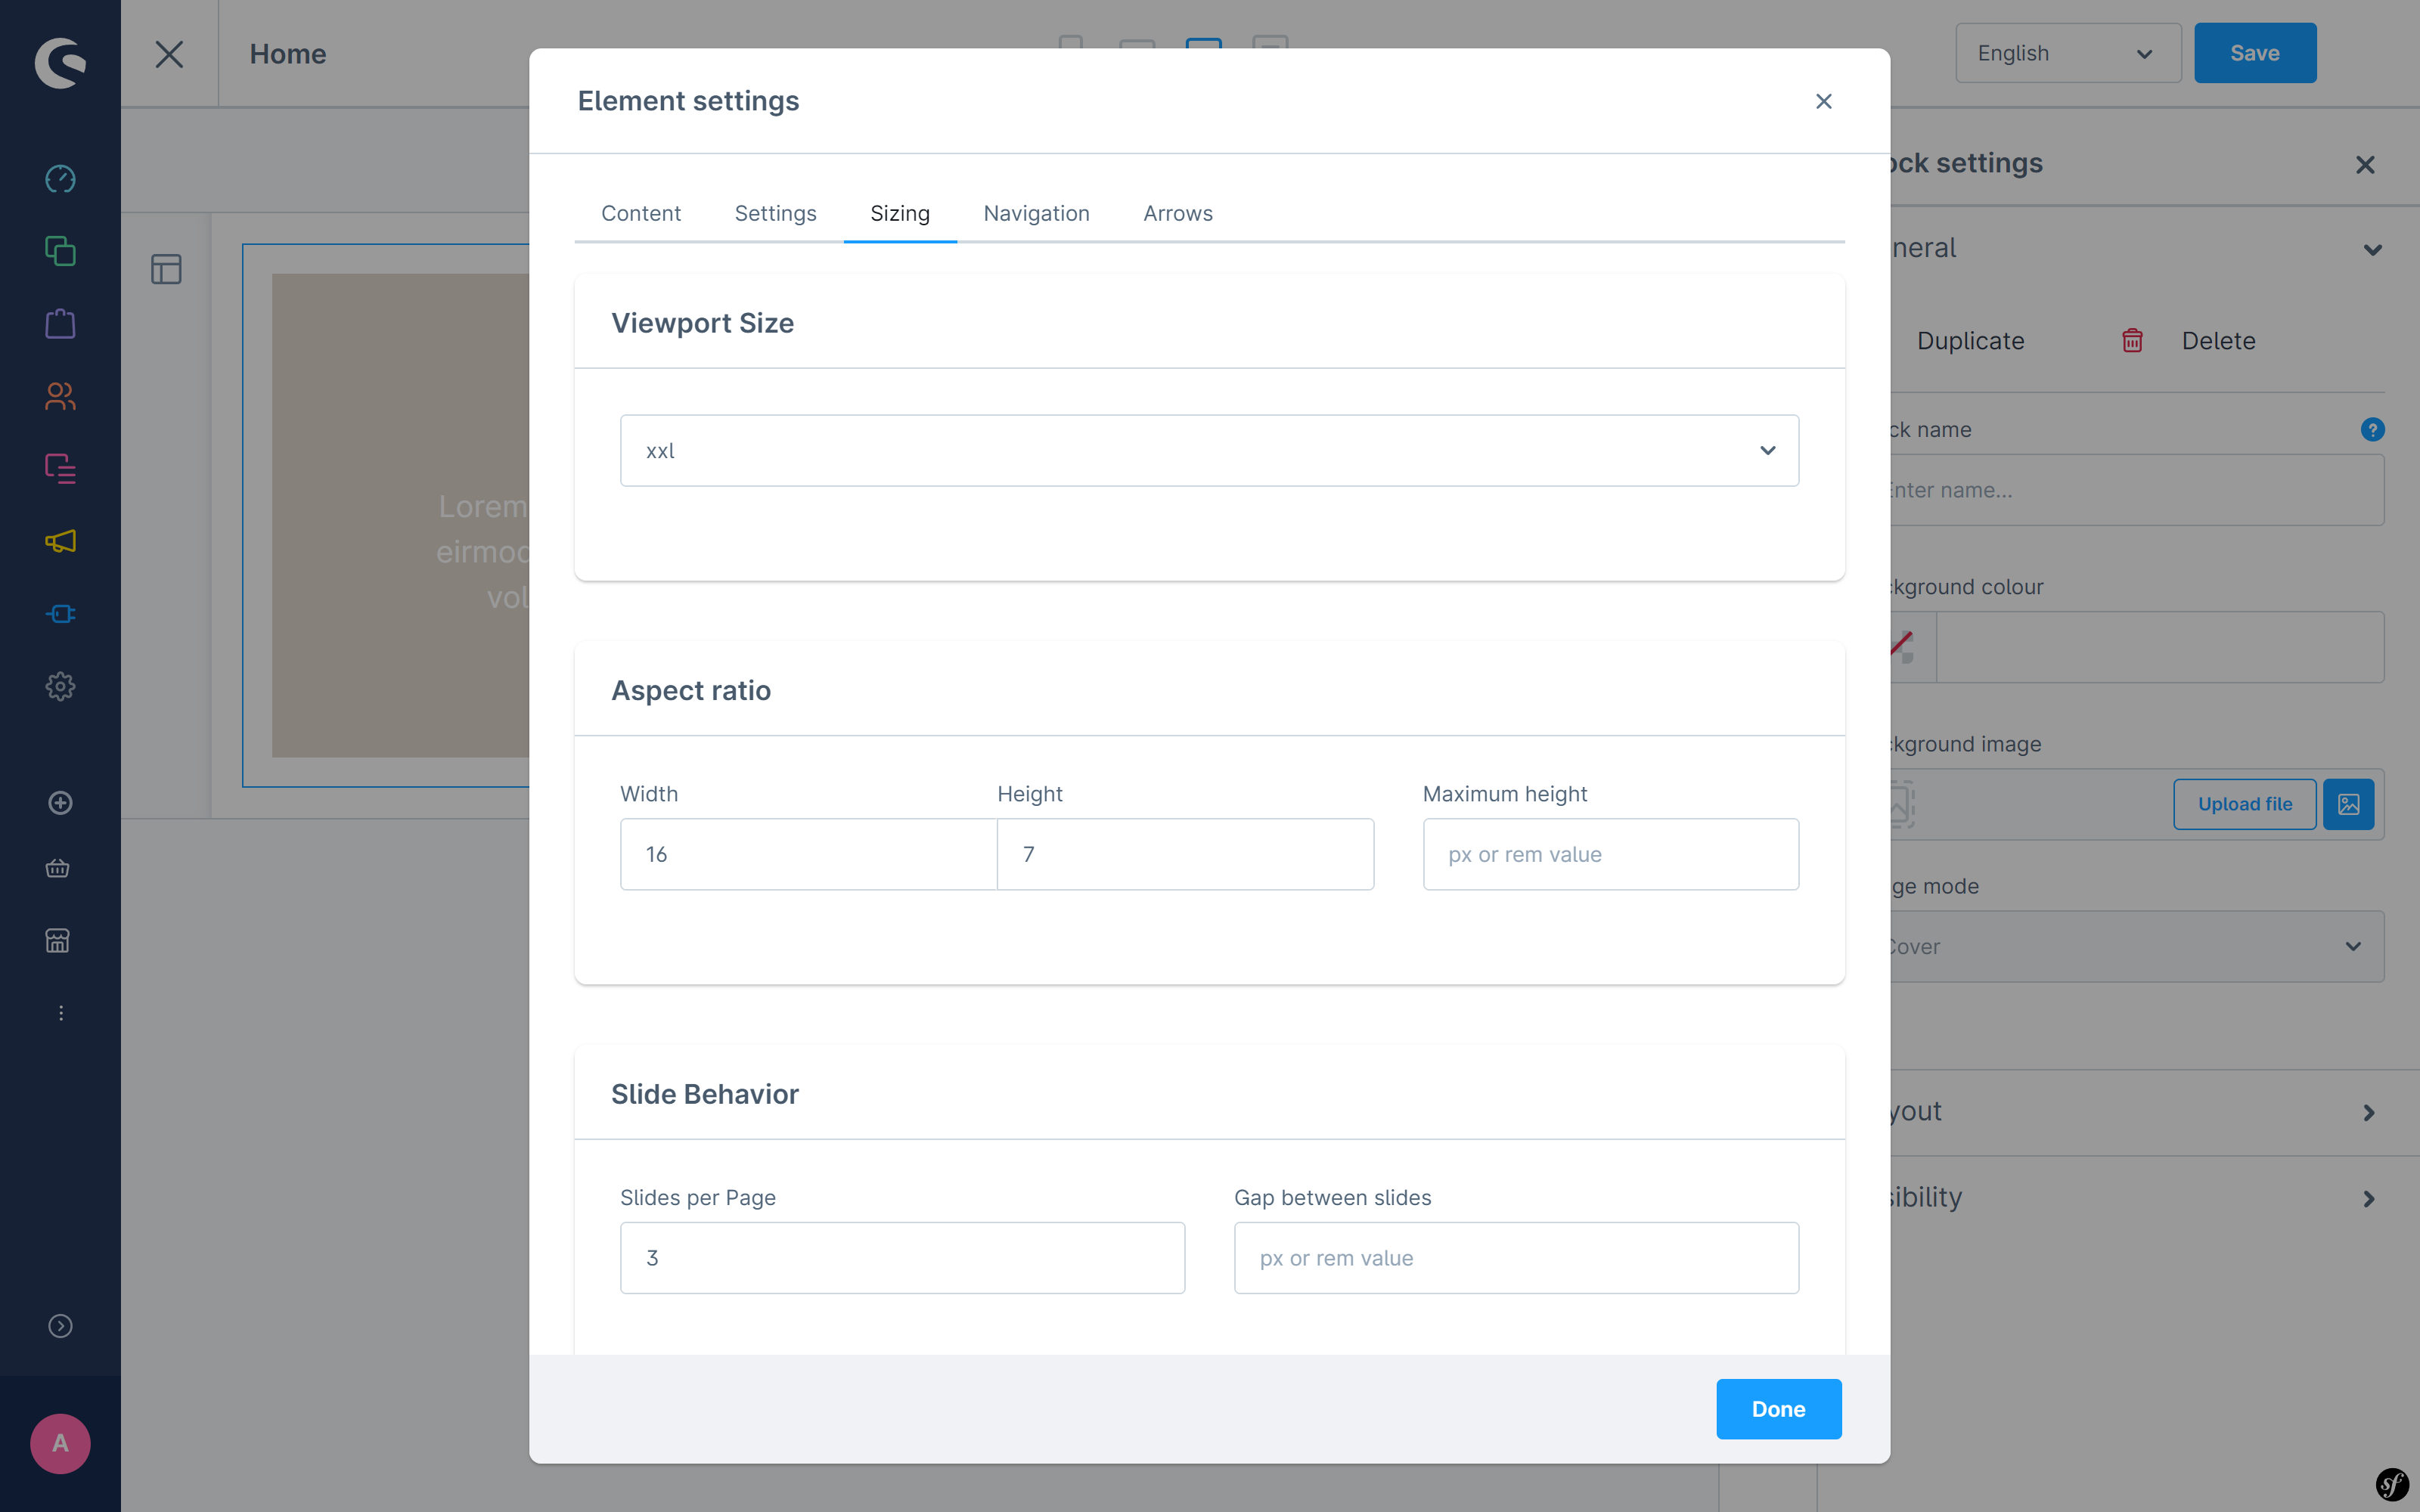 Home
English
Save
Element settings
ock settings
Content
Settings
Sizing
Navigation
Arrows
neral
Viewport Size
Duplicate
Delete
xxl
ck name
?
Enter name...
Lorem
eirmod
vol
kground colour
Aspect ratio
kground image
Width
Height
Maximum height
Upload file
16
7
px or rem value
ge mode
Cover
Slide Behavior
yout
Slides per Page
Gap between slides
sibility
3
px or rem value
Done
A
sf